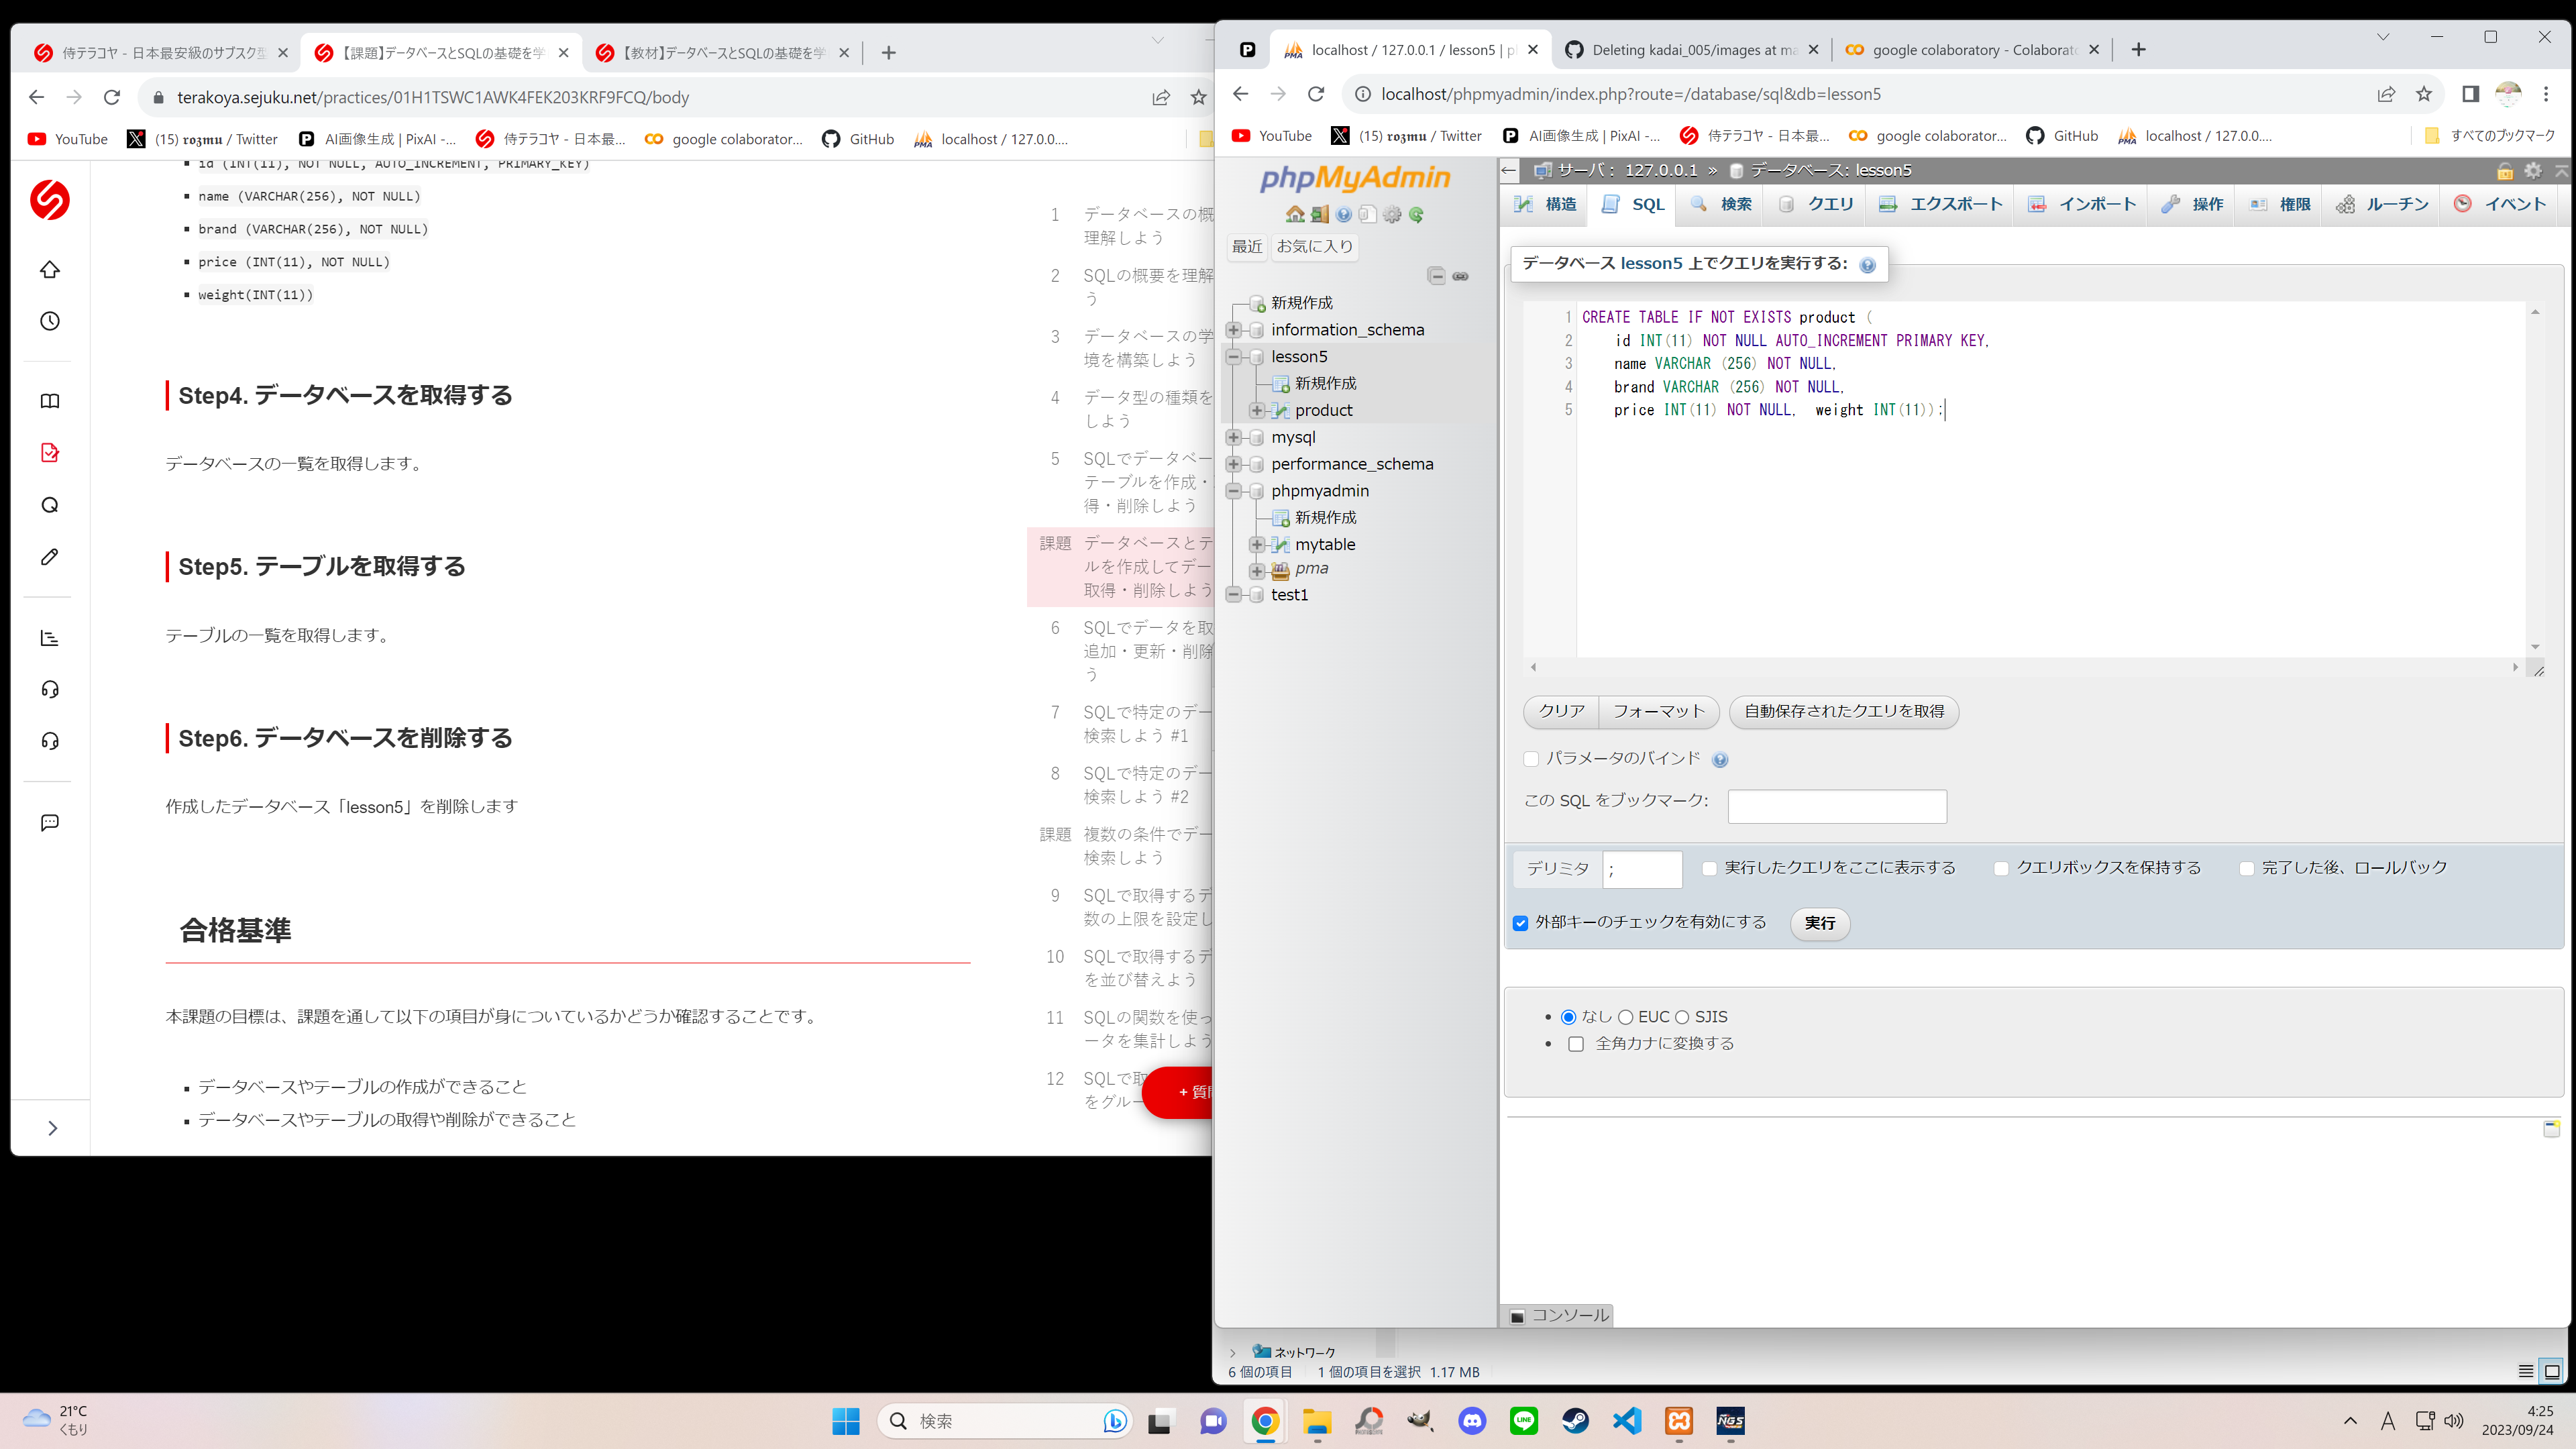 侍テラコヤ - 日本最安級のサブスク型
【課題】データベースとSQLの基礎を学
【教材】データベースとSQLの基礎を学
terakoya.sejuku.net/practices/01H1TSWC1AWK4FEK203KRF9FCQ/body
YouTube
(15) 𝖗𝖔𝖟𝖒𝖚 / Twitter
AI画像生成 | PixAI -...
侍テラコヤ - 日本最...
google colaborator...
GitHub
localhost / 127.0.0....
id (INT(11), NOT NULL, AUTO_INCREMENT, PRIMARY_KEY)
name (VARCHAR(256), NOT NULL)
brand (VARCHAR(256), NOT NULL)
price (INT(11), NOT NULL)
weight(INT(11))
Step4. データベースを取得する
データベースの一覧を取得します。
Step5. テーブルを取得する
テーブルの一覧を取得します。
Step6. データベースを削除する
作成したデータベース「lesson5」を削除します
合格基準
本課題の目標は、課題を通して以下の項目が身についているかどうか確認することです。
データベースやテーブルの作成ができること
データベースやテーブルの取得や削除ができること
1 データベースの概
理解しよう
2 SQLの概要を理解
う
3 データベースの学
境を構築しよう
4 データ型の種類を
しよう
5 SQLでデータベー
テーブルを作成・
得・削除しよう
課題 データベースとテ
ルを作成してデー
取得・削除しよう
6 SQLでデータを取
追加・更新・削除
う
7 SQLで特定のデー
検索しよう #1
8 SQLで特定のデー
検索しよう #2
課題 複数の条件でデー
検索しよう
9 SQLで取得するデ
数の上限を設定し
10 SQLで取得するデ
を並び替えよう
11 SQLの関数を使っ
ータを集計しよう
12 SQLで取
をグルー
+ 質問
localhost / 127.0.0.1 / lesson5 | p
Deleting kadai_005/images at ma
google colaboratory - Colaborato
localhost/phpmyadmin/index.php?route=/database/sql&db=lesson5
YouTube
(15) 𝖗𝖔𝖟𝖒𝖚 / Twitter
AI画像生成 | PixAI -...
侍テラコヤ - 日本最...
google colaborator...
GitHub
localhost / 127.0.0....
すべてのブックマーク
phpMyAdmin
最近 お気に入り
新規作成
information_schema
lesson5
新規作成
product
mysql
performance_schema
phpmyadmin
新規作成
mytable
pma
test1
サーバ: 127.0.0.1 » データベース: lesson5
構造 SQL 検索 クエリ エクスポート インポート 操作 権限 ルーチン イベント
データベース lesson5 上でクエリを実行する:
1 CREATE TABLE IF NOT EXISTS product (
2 id INT(11) NOT NULL AUTO_INCREMENT PRIMARY KEY,
3 name VARCHAR (256) NOT NULL,
4 brand VARCHAR (256) NOT NULL,
5 price INT(11) NOT NULL, weight INT(11));
クリア フォーマット 自動保存されたクエリを取得
パラメータのバインド
この SQL をブックマーク:
デリミタ ; 実行したクエリをここに表示する クエリボックスを保持する 完了した後、ロールバック
外部キーのチェックを有効にする 実行
なし EUC SJIS
全角カナに変換する
コンソール
ネットワーク
6 個の項目 1 個の項目を選択 1.17 MB
21°C
くもり
検索
LINE
NGS
A
4:25
2023/09/24